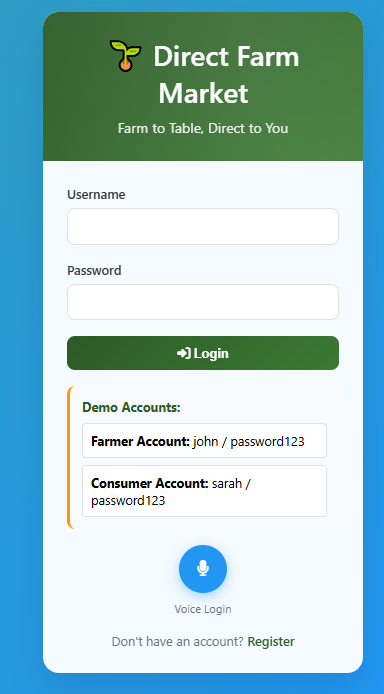 Direct Farm
Market
Farm to Table, Direct to You
Username
Password
Login
Demo Accounts:
Farmer Account: john / password123
Consumer Account: sarah /
password123
Voice Login
Don't have an account? Register